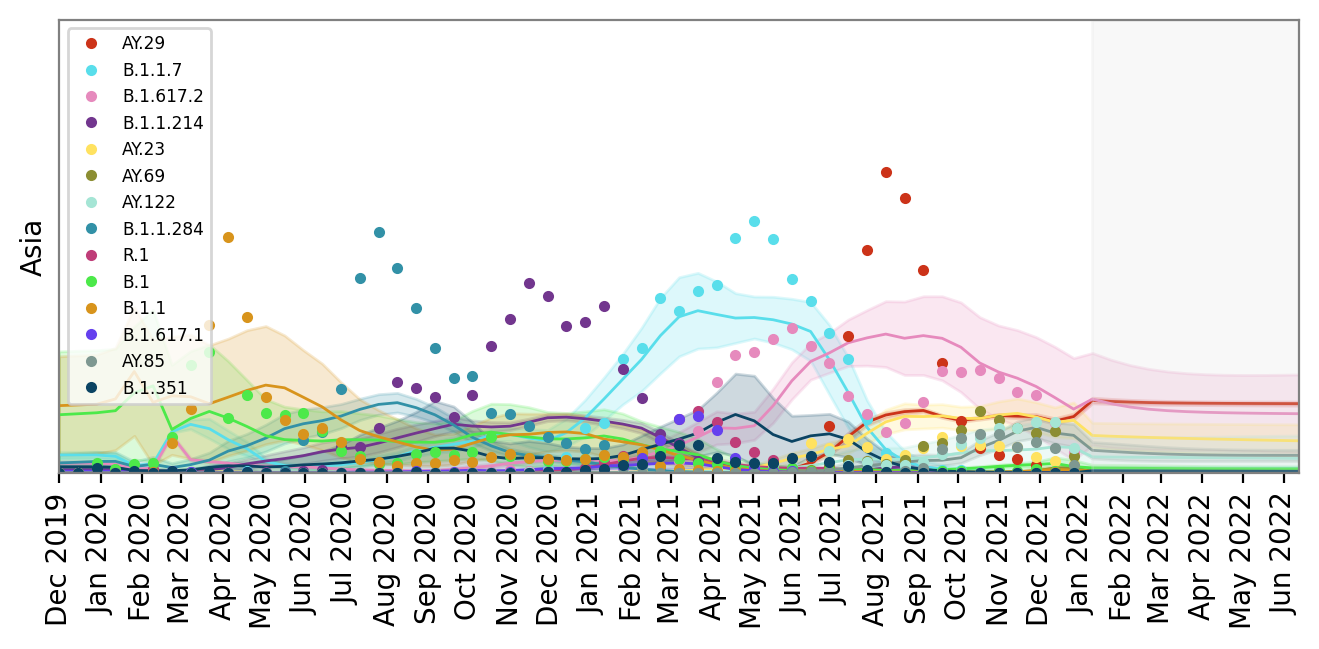 AY.29
B.1.1.7
B.1.617.2
B.1.1.214
AY.23
AY.69
AY.122
B.1.1.284
R.1
B.1
B.1.1
B.1.617.1
AY.85
B.1.351
Asia
Dec 2019
Jan 2020
Feb 2020
Mar 2020
Apr 2020
May 2020
Jun 2020
Jul 2020
Aug 2020
Sep 2020
Oct 2020
Nov 2020
Dec 2020
Jan 2021
Feb 2021
Mar 2021
Apr 2021
May 2021
Jun 2021
Jul 2021
Aug 2021
Sep 2021
Oct 2021
Nov 2021
Dec 2021
Jan 2022
Feb 2022
Mar 2022
Apr 2022
May 2022
Jun 2022